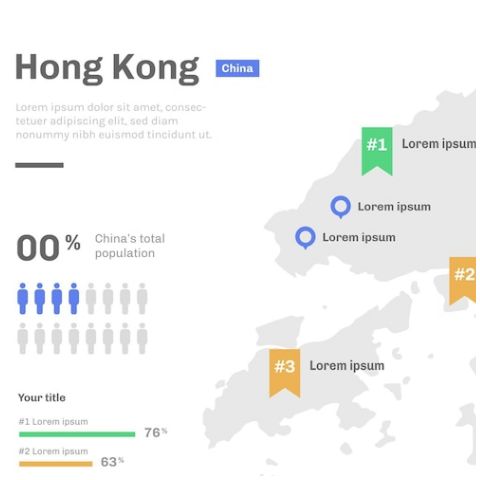 Hong Kong China
Lorem ipsum dolor sit amet, consec-
tetuer adipiscing elit, sed diam
nonummy nibh euismod tincidunt ut.
#1 Lorem ipsum
Lorem ipsum
Lorem ipsum
00% China's total
population
#2
#3 Lorem ipsum
Your title
#1 Lorem ipsum
76%
#2 Lorem ipsum
63%